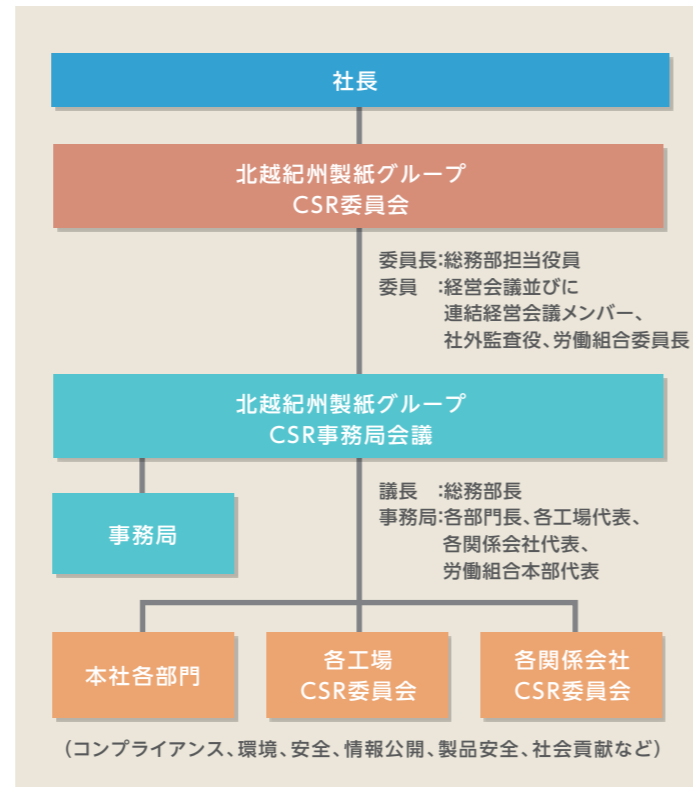 社長
北越紀州製紙グループ
CSR委員会
委員長:総務部担当役員
委員　:経営会議並びに
連結経営会議メンバー、
社外監査役、労働組合委員長
北越紀州製紙グループ
CSR事務局会議
事務局
議長　:総務部長
事務局:各部門長、各工場代表、
各関係会社代表、
労働組合本部代表
本社各部門
各工場
CSR委員会
各関係会社
CSR委員会
(コンプライアンス、環境、安全、情報公開、製品安全、社会貢献など)